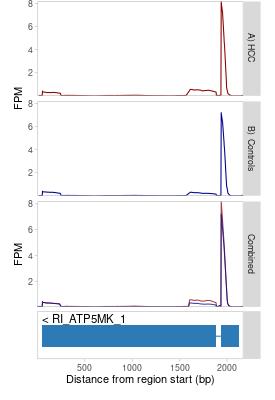 8
6
4
2
FPM
A) HCC
8
6
4
2
B) Controls
8
6
4
2
FPM
Combined
< RI_ATP5MK_1
500 1000 1500 2000
Distance from region start (bp)